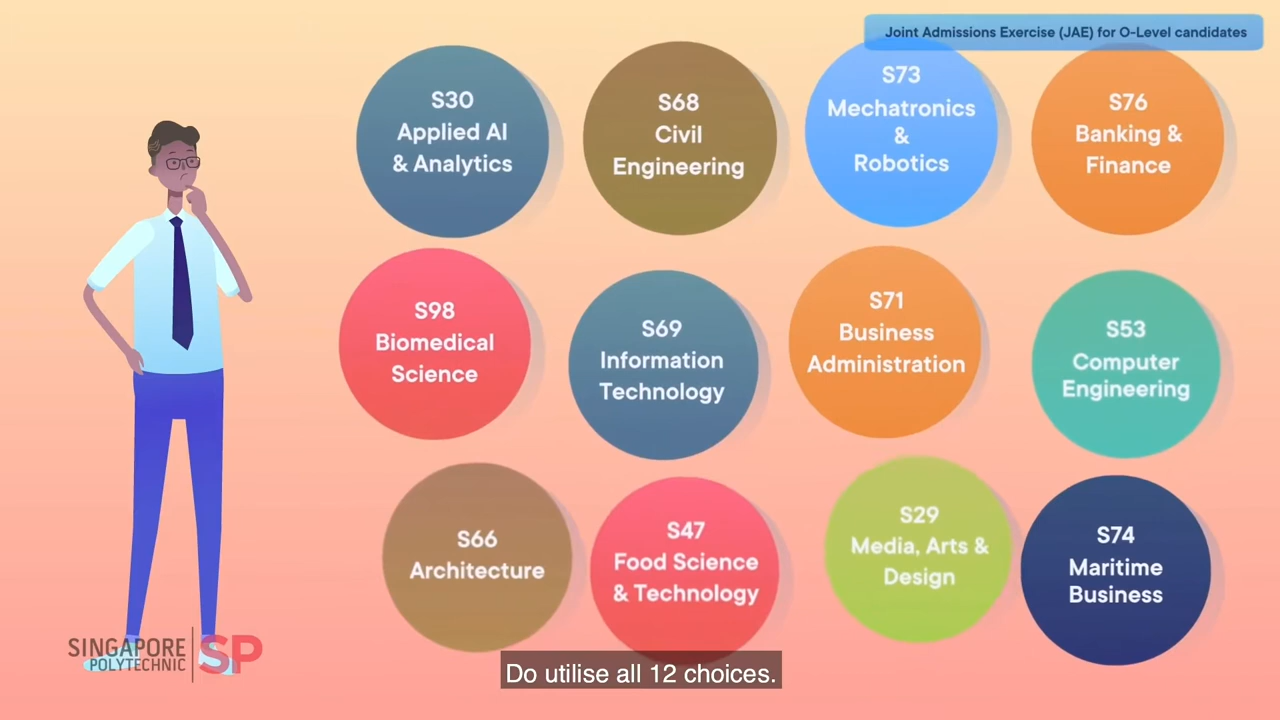 Joint Admissions Exercise (JAE) for O-Level candidates
S30
Applied AI
& Analytics
S68
Civil
Engineering
S73
Mechatronics
&
Robotics
S76
Banking &
Finance
S98
Biomedical
Science
S69
Information
Technology
S71
Business
Administration
S53
Computer
Engineering
S66
Architecture
S47
Food Science
& Technology
S29
Media, Arts &
Design
S74
Maritime
Business
SINGAPORE
POLYTECHNIC
SP
Do utilise all 12 choices.